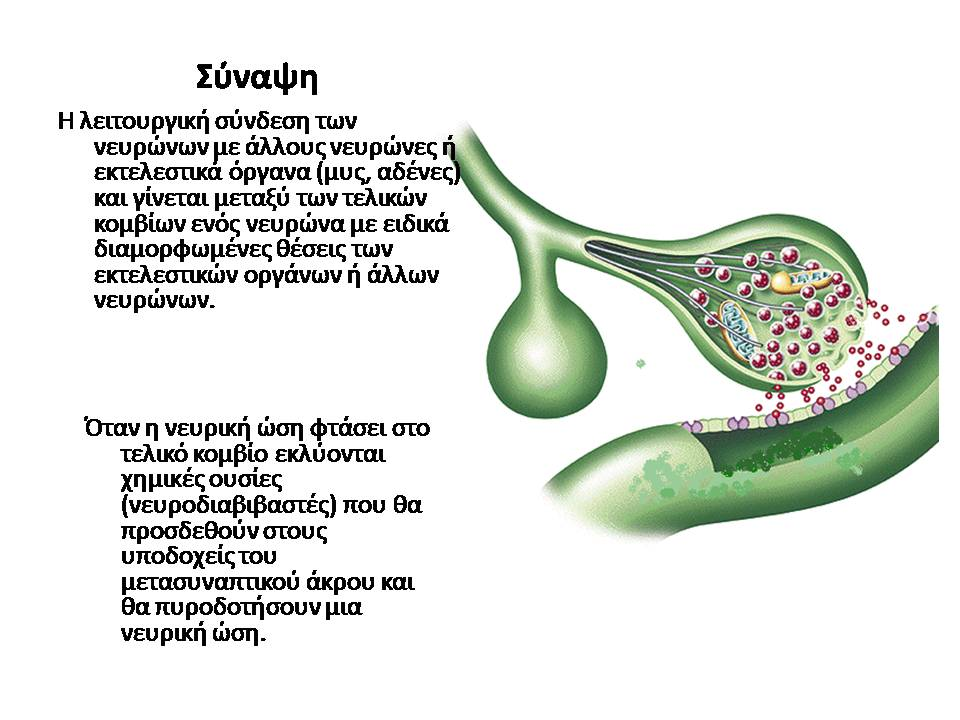 Σύναψη
Η λειτουργική σύνδεση των
νευρώνων με άλλους νευρώνες ή
εκτελεστικά όργανα (μυς, αδένες)
και γίνεται μεταξύ των τελικών
κομβίων ενός νευρώνα με ειδικά
διαμορφωμένες θέσεις των
εκτελεστικών οργάνων ή άλλων
νευρώνων.
Όταν η νευρική ώση φτάσει στο
τελικό κομβίο εκλύονται
χημικές ουσίες
(νευροδιαβιβαστές) που θα
προσδεθούν στους
υποδοχείς του
μετασυναπτικού άκρου και
θα πυροδοτήσουν μια
νευρική ώση.